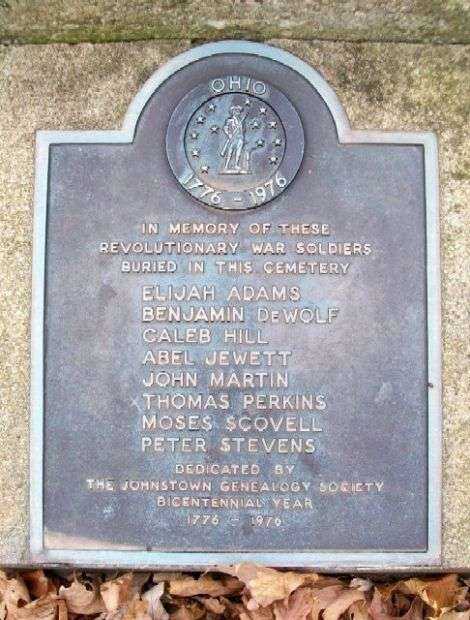 OHIO
1776 - 1976
IN MEMORY OF THESE
REVOLUTIONARY WAR SOLDIERS
BURIED IN THIS CEMETERY
ELIJAH ADAMS
BENJAMIN DeWOLF
CALEB HILL
ABEL JEWETT
JOHN MARTIN
THOMAS PERKINS
MOSES SCOVELL
PETER STEVENS
DEDICATED BY
THE JOHNSTOWN GENEALOGY SOCIETY
BICENTENNIAL YEAR
1776 - 1976